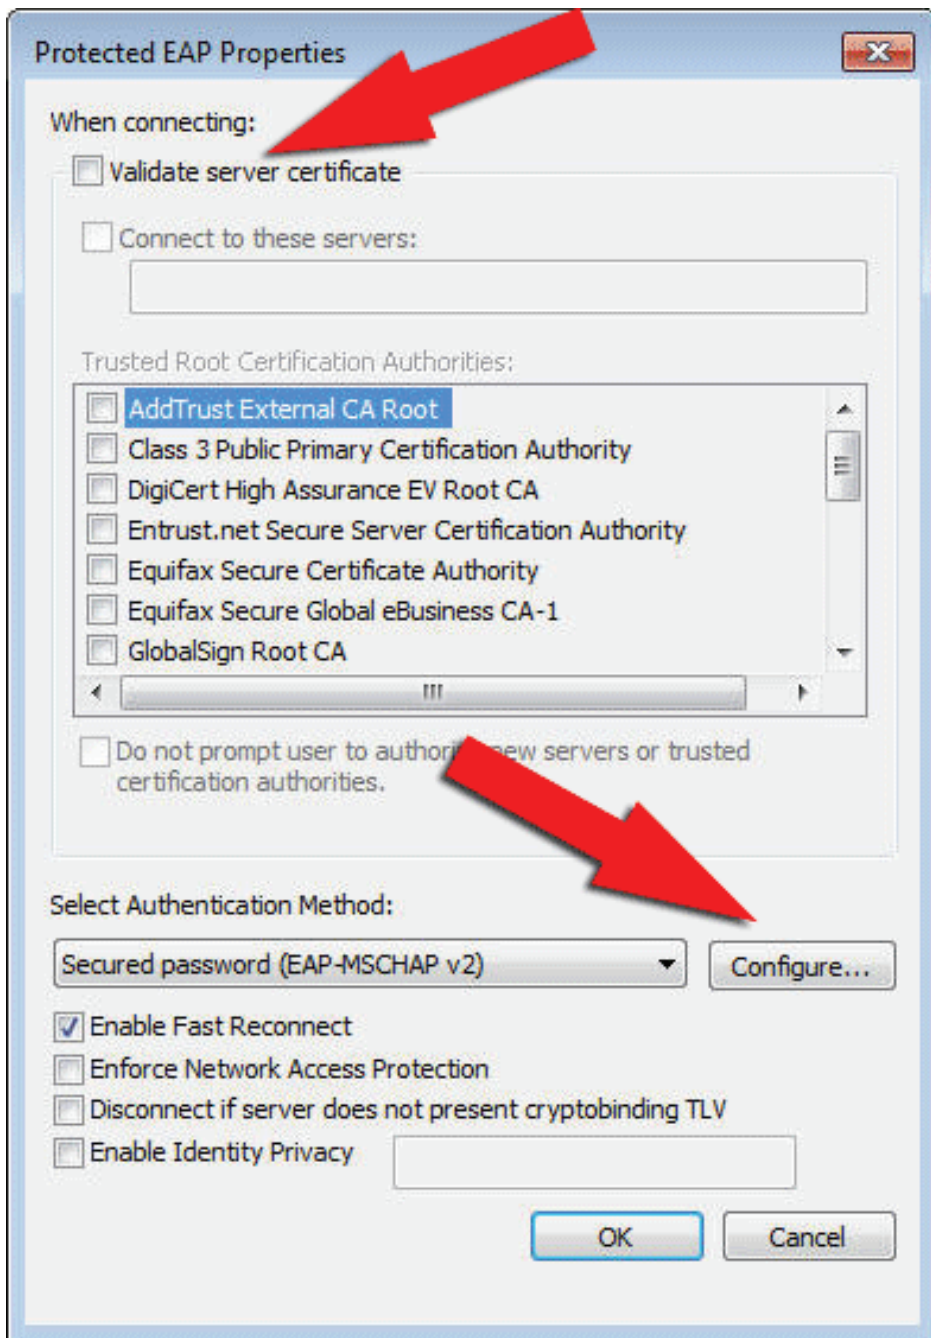 Protected EAP Properties
When connecting:
Validate server certificate
Connect to these servers:
Trusted Root Certification Authorities:
AddTrust External CA Root
Class 3 Public Primary Certification Authority
DigiCert High Assurance EV Root CA
Entrust.net Secure Server Certification Authority
Equifax Secure Certificate Authority
Equifax Secure Global eBusiness CA-1
GlobalSign Root CA
Do not prompt user to new servers or trusted
certification authorities.
Select Authentication Method:
Secured password (EAP-MSCHAP v2)
Configure...
Enable Fast Reconnect
Enforce Network Access Protection
Disconnect if server does not present cryptobinding TLV
Enable Identity Privacy
OK
Cancel